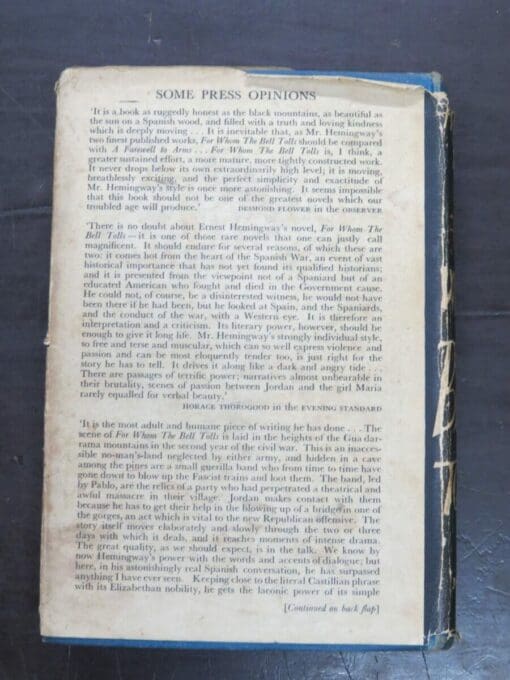 SOME PRESS OPINIONS
'It is a book as ruggedly honest as the black mountains, as beautiful as
the sun on a Spanish wood, and filled with a truth and loving kindness
which is deeply moving . . . It is inevitable that, as Mr. Hemingway's
two finest published works, For Whom The Bell Tolls should be compared
with A Farewell to Arms . . . For Whom The Bell Tolls is, I think, a
greater sustained effort, a more mature, more tightly constructed work.
It never drops below its own extraordinarily high level; it is moving,
breathlessly exciting, and the perfect simplicity and exactitude of
Mr. Hemingway's style is once more astonishing. It seems impossible
that this book should not be one of the greatest novels which our
troubled age will produce.' DESMOND FLOWER in the OBSERVER
'There is no doubt about Ernest Hemingway's novel, For Whom The
Bell Tolls — it is one of those rare novels that one can justly call
magnificent. It should endure for several reasons, of which these are
two: it comes hot from the heart of the Spanish War, an event of vast
historical importance that has not yet found its qualified historians;
and it is presented from the viewpoint not of a Spaniard but of an
educated American who fought and died in the Government cause.
He could not, of course, be a disinterested witness, he would not have
been there if he had been, but he looked at Spain, and the Spaniards,
and the conduct of the war, with a Western eye. It is therefore an
interpretation and a criticism. Its literary power, however, should be
enough to give it long life. Mr. Hemingway's strongly individual style,
so free and terse and muscular, which can so well express violence and
passion and can be most eloquently tender too, is just right for the
story he has to tell. It drives it along like a dark and angry tide . . .
There are passages of terrific power; narratives almost unbearable in
their brutality, scenes of passion between Jordan and the girl Maria
rarely equalled for verbal beauty.'
HORACE THOROGOOD in the EVENING STANDARD
'It is the most adult and humane piece of writing he has done . . . The
scene of For Whom The Bell Tolls is laid in the heights of the Guadar-
rama mountains in the second year of the civil war. This is an inacces-
sible no-man's-land neglected by either army, and hidden in a cave
among the pines are a small guerilla band who from time to time have
gone down to blow up the Fascist trains and loot them. The band, led
by Pablo, are the relics of a party who had perpetrated a theatrical and
awful massacre in their village. Jordan makes contact with them
because he has to get their help in the blowing up of a bridge in one of
the gorges, an act which is vital to the new Republican offensive. The
story itself moves elaborately and slowly through the two or three
days with which it deals, and it reaches moments of intense drama.
The great quality, as we should expect, is in the talk. We know by
now Hemingway's power with the words and accents of dialogue; but
here, in his astonishingly real Spanish conversation, he has surpassed
anything I have ever seen. Keeping close to the literal Castillian phrase
with its Elizabethan nobility, he gets the laconic power of its simple
[Continued on back flap]